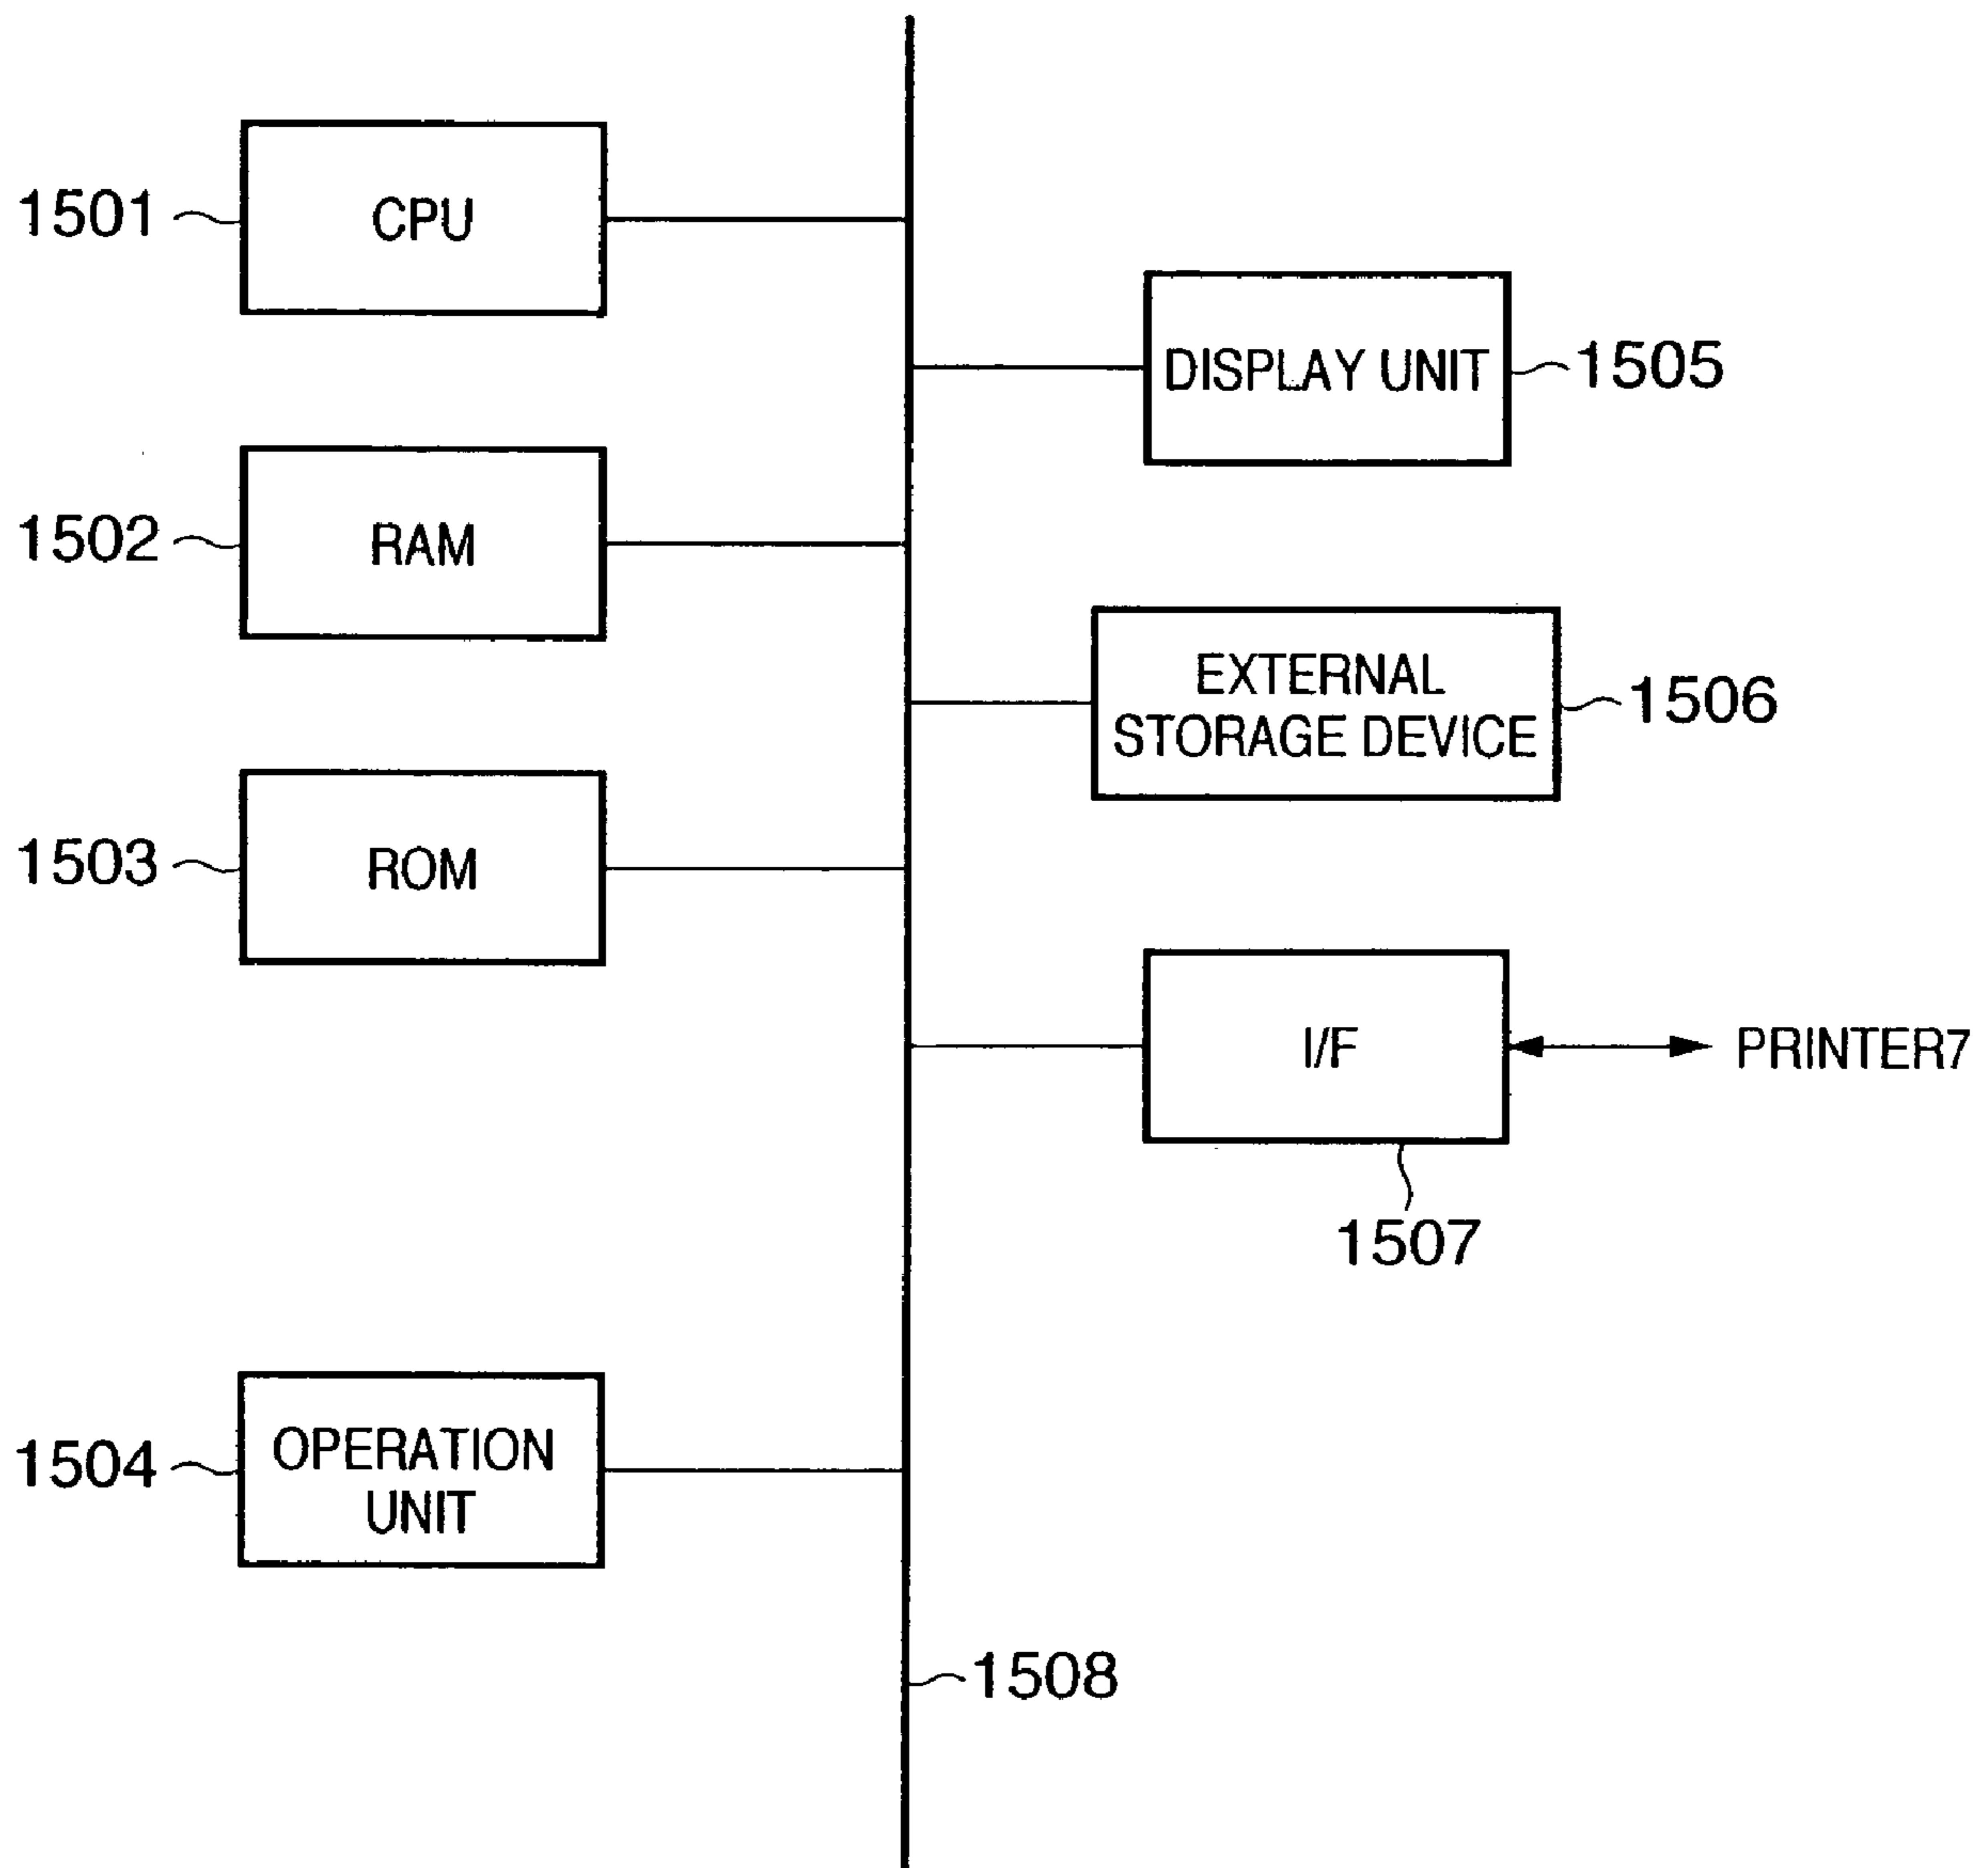 1501
CPU
DISPLAY UNIT
1505
1502
RAM
EXTERNAL
STORAGE DEVICE
1506
1503
ROM
I/F
PRINTER7
1507
1504
OPERATION
UNIT
1508